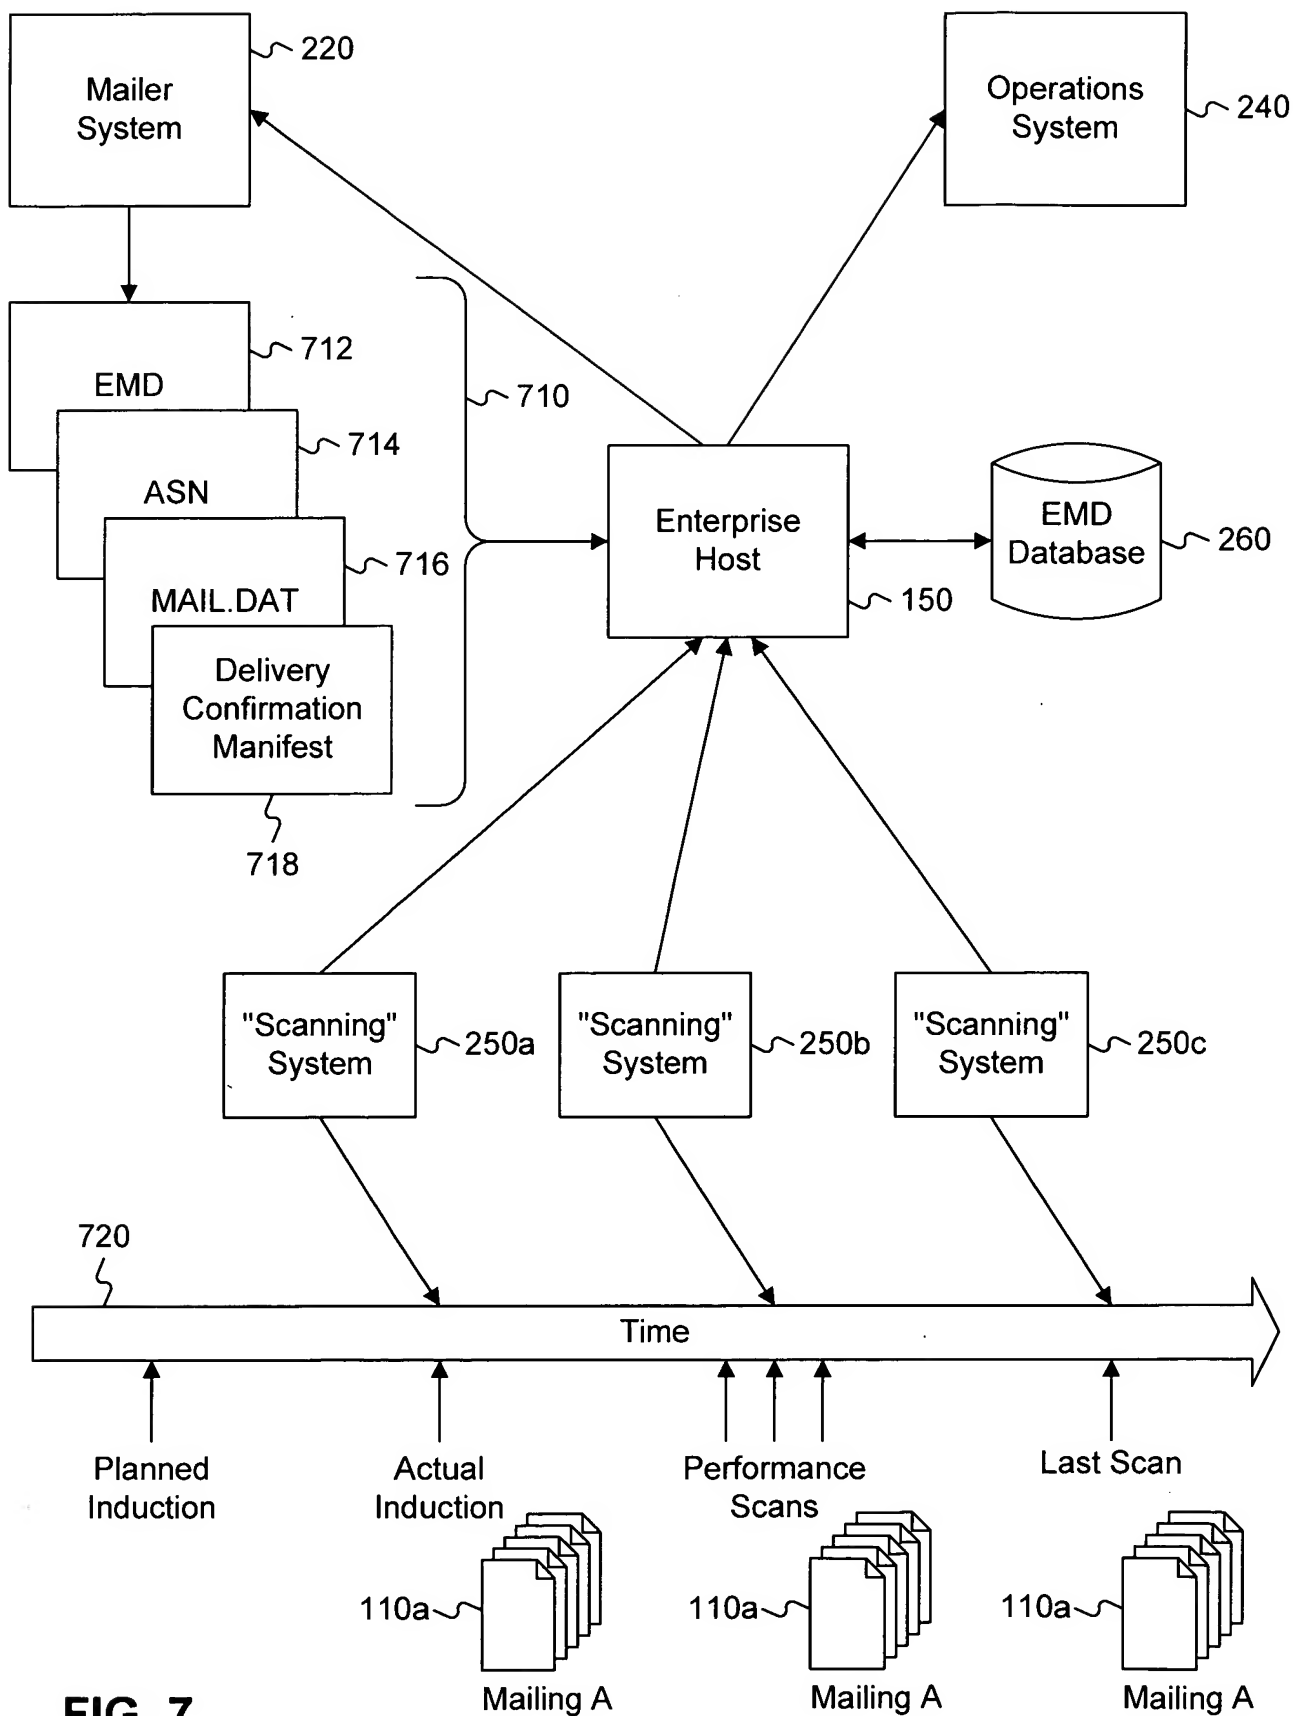 220
Mailer
System
Operations
System
240
712
EMD
710
714
ASN
Enterprise
Host
EMD
Database
260
716
MAIL.DAT
150
Delivery
Confirmation
Manifest
718
"Scanning"
System
250a
"Scanning"
System
250b
"Scanning"
System
250c
720
Time
Planned
Induction
Actual
Induction
Performance
Scans
Last Scan
110a
110a
110a
Mailing A
Mailing A
Mailing A
FIG. 7